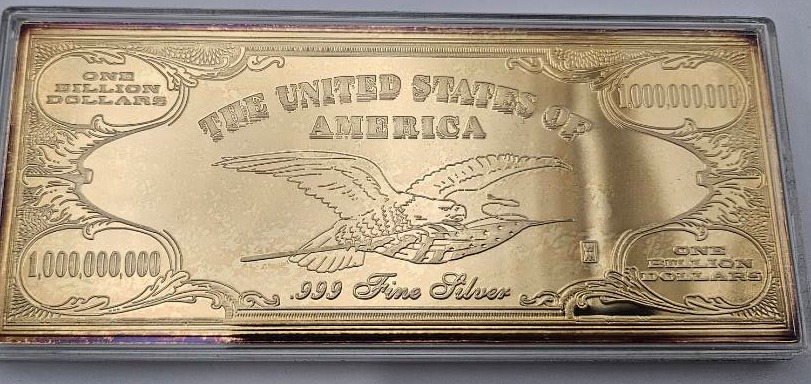 ONE
BILLION
DOLLARS
1,000,000,000
THE UNITED STATES OF
AMERICA
1,000,000,000
ONE
BILLION
DOLLARS
.999 Fine Silver